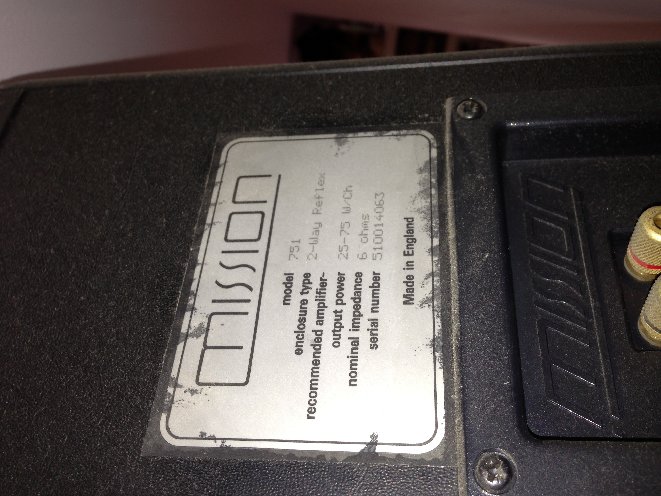 mission
model 751
enclosure type 2-Way Reflex
recommended amplifier-
output power 25-75 W/Ch
nominal impedance 6 ohms
serial number 510014063
Made in England
mission